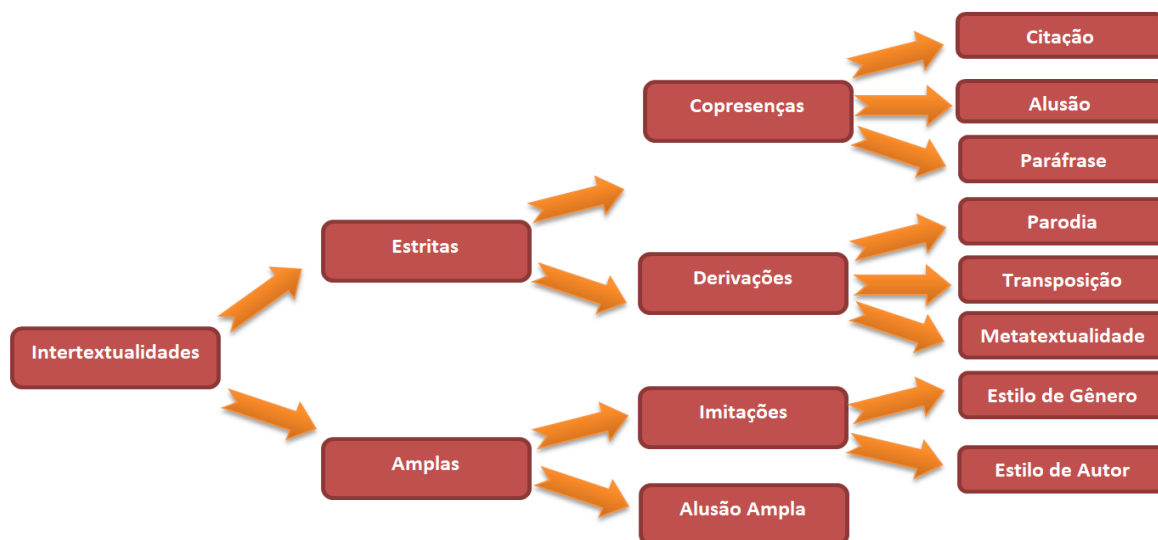 Citação
Copresenças
Alusão
Paráfrase
Parodia
Estritas
Derivações
Transposição
Metatextualidade
Intertextualidades
Estilo de Gênero
Imitações
Amplas
Estilo de Autor
Alusão Ampla